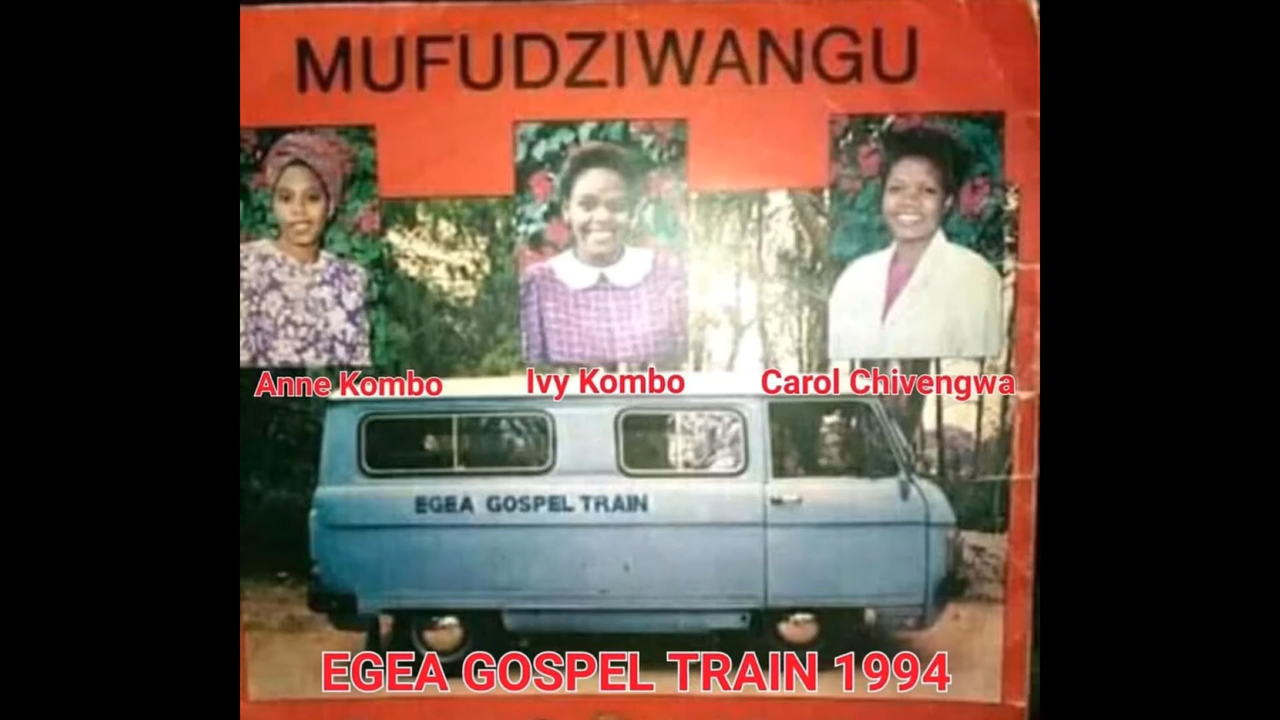 MUFUDZIWANGU
Anne Kombo
Ivy Kombo
Carol Chivengwa
EGEA GOSPEL TRAIN
EGEA GOSPEL TRAIN 1994